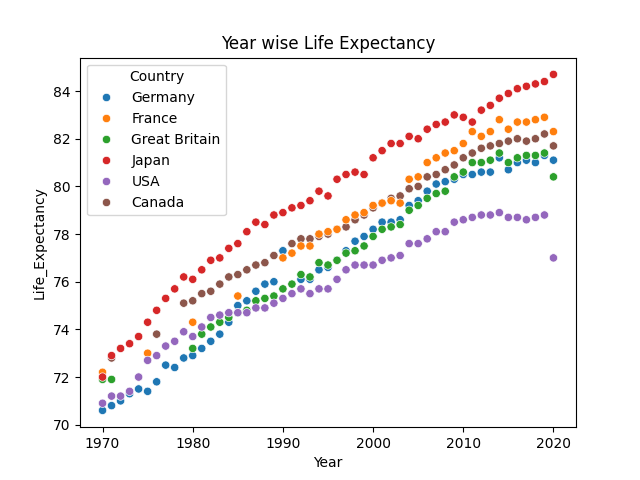 Year wise Life Expectancy
Country
Germany
France
Great Britain
Japan
USA
Canada
Life_Expectancy
84
82
80
78
76
74
72
70
1970
1980
1990
2000
2010
2020
Year